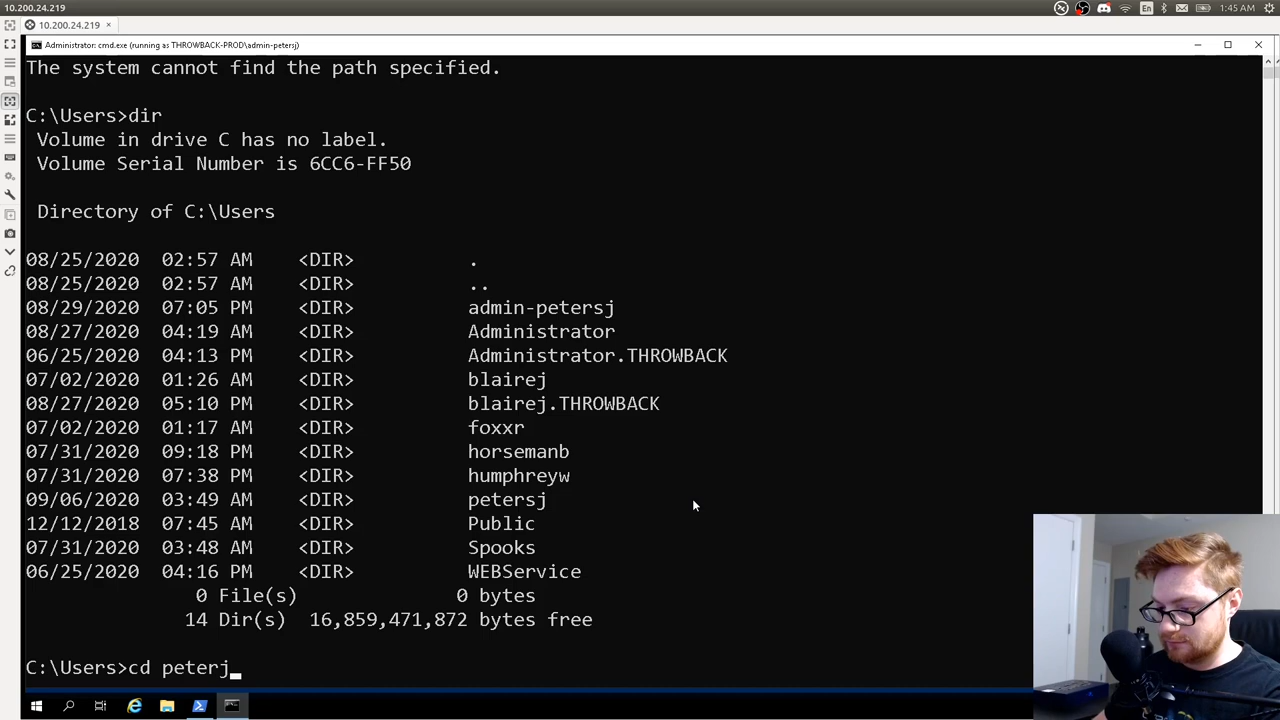 10.200.24.219
En
1:45 AM
10.200.24.219 ×
Administrator: cmd.exe (running as THROWBACK-PROD\admin-petersj)
The system cannot find the path specified.
C:\Users>dir
Volume in drive C has no label.
Volume Serial Number is 6CC6-FF50
Directory of C:\Users
08/25/2020  02:57 AM    <DIR>          .
08/25/2020  02:57 AM    <DIR>          ..
08/29/2020  07:05 PM    <DIR>          admin-petersj
08/27/2020  04:19 AM    <DIR>          Administrator
06/25/2020  04:13 PM    <DIR>          Administrator.THROWBACK
07/02/2020  01:26 AM    <DIR>          blairej
08/27/2020  05:10 PM    <DIR>          blairej.THROWBACK
07/02/2020  01:17 AM    <DIR>          foxxr
07/31/2020  09:18 PM    <DIR>          horsemanb
07/31/2020  07:38 PM    <DIR>          humphreyw
09/06/2020  03:49 AM    <DIR>          petersj
12/12/2018  07:45 AM    <DIR>          Public
07/31/2020  03:48 AM    <DIR>          Spooks
06/25/2020  04:16 PM    <DIR>          WEBService
0 File(s)              0 bytes
14 Dir(s)  16,859,471,872 bytes free
C:\Users>cd peterj